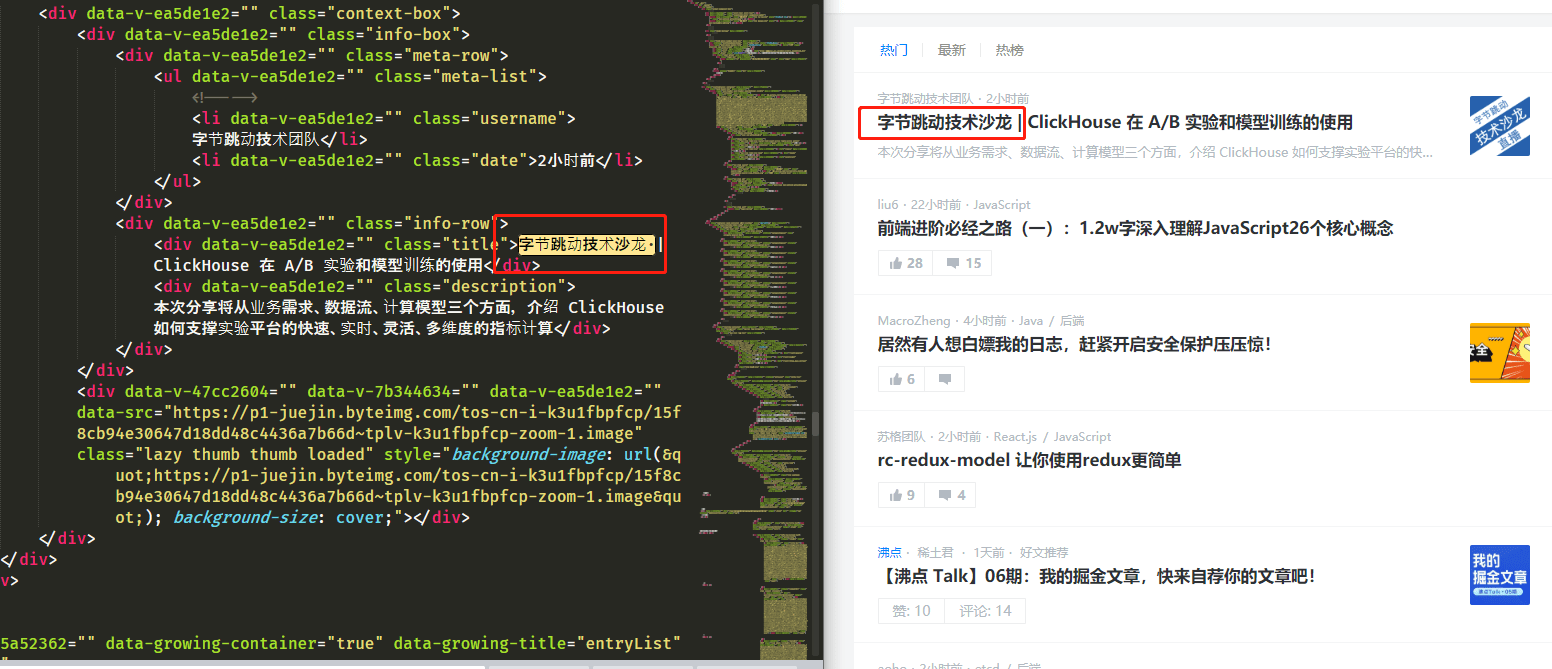 <div data-v-ea5de1e2="" class="context-box">
<div data-v-ea5de1e2="" class="info-box">
<div data-v-ea5de1e2="" class="meta-row">
<ul data-v-ea5de1e2="" class="meta-list">
<!---->
<li data-v-ea5de1e2="" class="username">
字节跳动技术团队</li>
<li data-v-ea5de1e2="" class="date">2小时前</li>
</ul>
</div>
<div data-v-ea5de1e2="" class="info-row">
<div data-v-ea5de1e2="" class="title">字节跳动技术沙龙 |
ClickHouse 在 A/B 实验和模型训练的使用</div>
<div data-v-ea5de1e2="" class="description">
本次分享将从业务需求、数据流、计算模型三个方面，介绍 ClickHouse
如何支撑实验平台的快速、实时、灵活、多维度的指标计算</div>
</div>
</div>
<div data-v-47cc2604="" data-v-7b344634="" data-v-ea5de1e2=""
data-src="https://p1-juejin.byteimg.com/tos-cn-i-k3u1fbpfcp/15f
8cb94e30647d18dd48c4436a7b66d~tplv-k3u1fbpfcp-zoom-1.image"
class="lazy thumb thumb loaded" style="background-image: url(&q
uot;https://p1-juejin.byteimg.com/tos-cn-i-k3u1fbpfcp/15f8c
b94e30647d18dd48c4436a7b66d~tplv-k3u1fbpfcp-zoom-1.image&qu
ot;); background-size: cover;"></div>
</div>
</div>
v>
5a52362="" data-growing-container="true" data-growing-title="entryList"
热门 最新 热榜
字节跳动技术团队 · 2小时前
字节跳动技术沙龙 | ClickHouse 在 A/B 实验和模型训练的使用
本次分享将从业务需求、数据流、计算模型三个方面，介绍 ClickHouse 如何支撑实验平台的快...
字节跳动
技术沙龙
直播
liu6 · 22小时前 · JavaScript
前端进阶必经之路（一）：1.2w字深入理解JavaScript26个核心概念
28 15
MacroZheng · 4小时前 · Java / 后端
居然有人想白嫖我的日志，赶紧开启安全保护压压惊！
6
安全
苏格团队 · 2小时前 · React.js / JavaScript
rc-redux-model 让你使用redux更简单
9 4
沸点 · 稀土君 · 1天前 · 好文推荐
【沸点 Talk】06期：我的掘金文章，快来自荐你的文章吧！
赞: 10 评论: 14
我的
掘金文章
沸点Talk · 06期